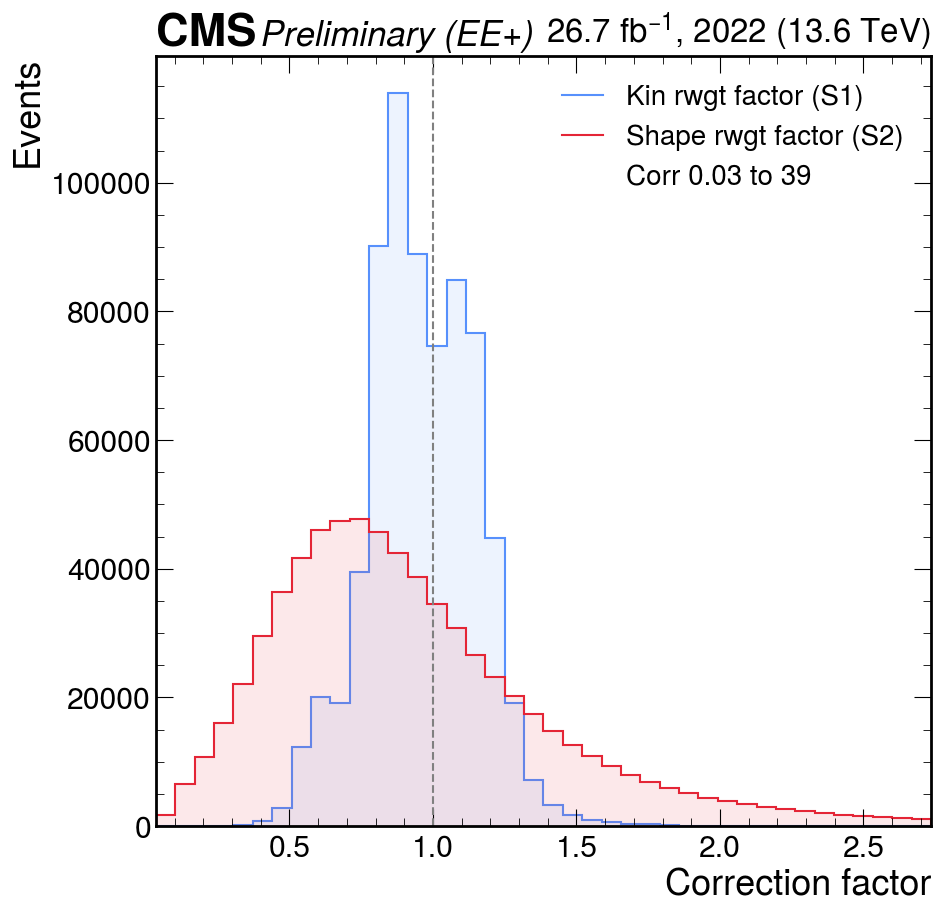 CMS Preliminary (EE+) 26.7 fb⁻¹, 2022 (13.6 TeV)
Events
Kin rwgt factor (S1)
Shape rwgt factor (S2)
Corr 0.03 to 39
100000
80000
60000
40000
20000
0
0.5 1.0 1.5 2.0 2.5
Correction factor